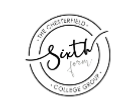 THE CHESTERFIELD
Sixth
form
COLLEGE GROUP